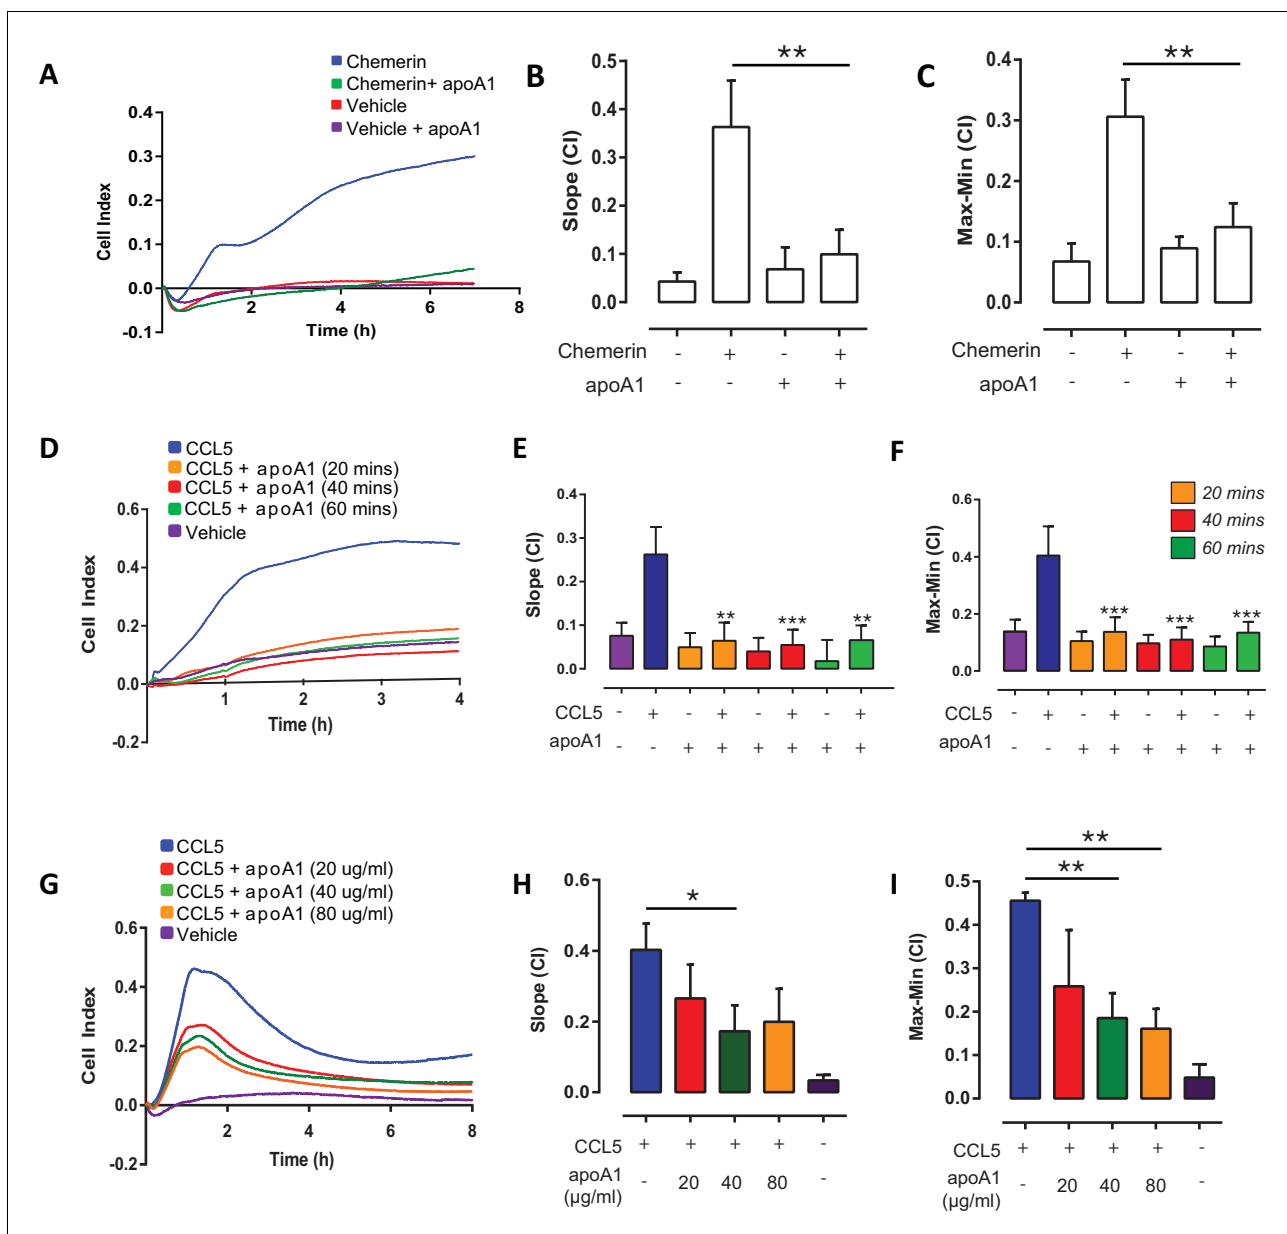 A
Chemerin
Chemerin+ apoA1
Vehicle
Vehicle + apoA1
0.4
0.3
0.2
0.1
0.0
-0.1
2
4
6
8
Cell Index
Time (h)
B
**
0.5
0.4
0.3
0.2
0.1
0.0
Slope (CI)
Chemerin - + - +
apoA1 - - + +
C
**
0.4
0.3
0.2
0.1
0.0
Max-Min (CI)
Chemerin - + - +
apoA1 - - + +
D
CCL5
CCL5 + apoA1 (20 mins)
CCL5 + apoA1 (40 mins)
CCL5 + apoA1 (60 mins)
Vehicle
0.6
0.4
0.2
0.0
-0.2
1
2
3
4
Cell Index
Time (h)
E
0.4
0.3
0.2
0.1
0.0
Slope (CI)
** *** **
CCL5 - + - + - + - +
apoA1 - - + + + + + +
F
20 mins
40 mins
60 mins
0.6
0.4
0.2
0.0
Max-Min (CI)
*** *** ***
CCL5 - + - + - + - +
apoA1 - - + + + + + +
G
CCL5
CCL5 + apoA1 (20 ug/ml)
CCL5 + apoA1 (40 ug/ml)
CCL5 + apoA1 (80 ug/ml)
Vehicle
0.6
0.4
0.2
0.0
-0.2
2
4
6
8
Cell Index
Time (h)
H
*
0.6
0.4
0.2
0.0
Slope (CI)
CCL5 + + + + -
apoA1 - 20 40 80 -
(µg/ml)
I
**
**
0.5
0.4
0.3
0.2
0.1
0.0
Max-Min (CI)
CCL5 + + + + -
apoA1 - 20 40 80 -
(µg/ml)